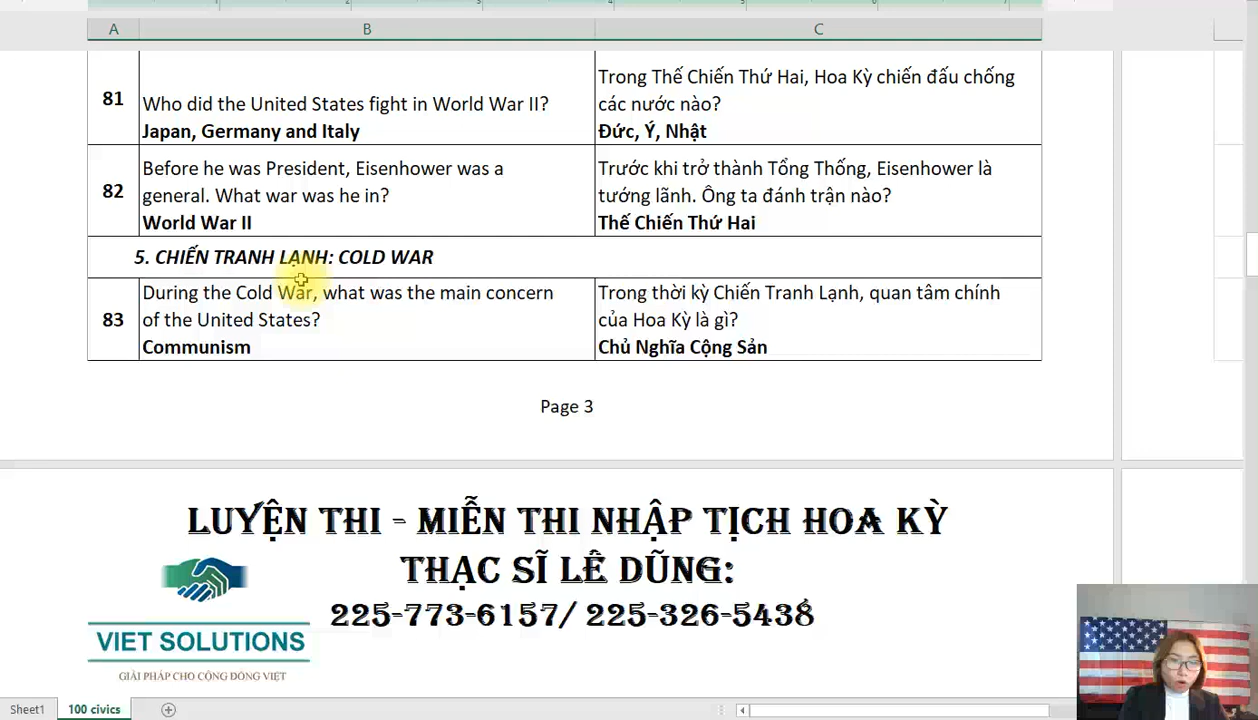 A B C
81
Who did the United States fight in World War II?
Japan, Germany and Italy
Trong Thế Chiến Thứ Hai, Hoa Kỳ chiến đấu chống
các nước nào?
Đức, Ý, Nhật
82
Before he was President, Eisenhower was a
general. What war was he in?
World War II
Trước khi trở thành Tổng Thống, Eisenhower là
tướng lãnh. Ông ta đánh trận nào?
Thế Chiến Thứ Hai
5. CHIẾN TRANH LẠNH: COLD WAR
83
During the Cold War, what was the main concern
of the United States?
Communism
Trong thời kỳ Chiến Tranh Lạnh, quan tâm chính
của Hoa Kỳ là gì?
Chủ Nghĩa Cộng Sản
Page 3
LUYỆN THI - MIỄN THI NHẬP TỊCH HOA KỲ
THẠC SĨ LÊ DŨNG:
225-773-6157/ 225-326-5438
VIET SOLUTIONS
GIẢI PHÁP CHO CỘNG ĐỒNG VIỆT
Sheet1 100 civics